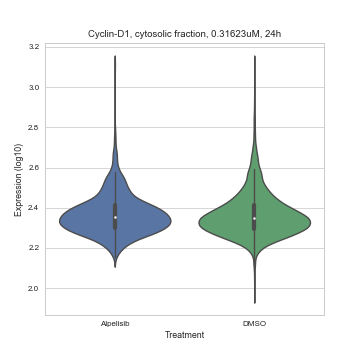 Cyclin-D1, cytosolic fraction, 0.31623uM, 24h
3.2
3.0
2.8
2.6
2.4
2.2
2.0
Expression (log10)
Alpelisib DMSO
Treatment